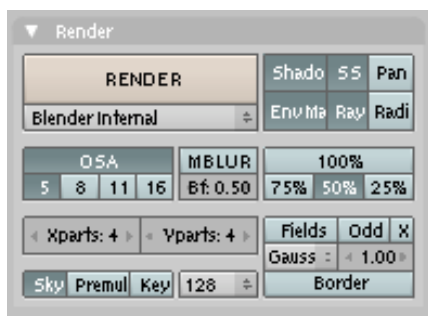 Render
RENDER
Shado SS Pan
Blender Internal
EnvMa Ray Radi
OSA MBLUR 100%
5 8 11 16 Bf: 0.50 75% 50% 25%
Xparts: 4 Yparts: 4 Fields Odd X
Gauss 1.00
Sky Premul Key 128 Border